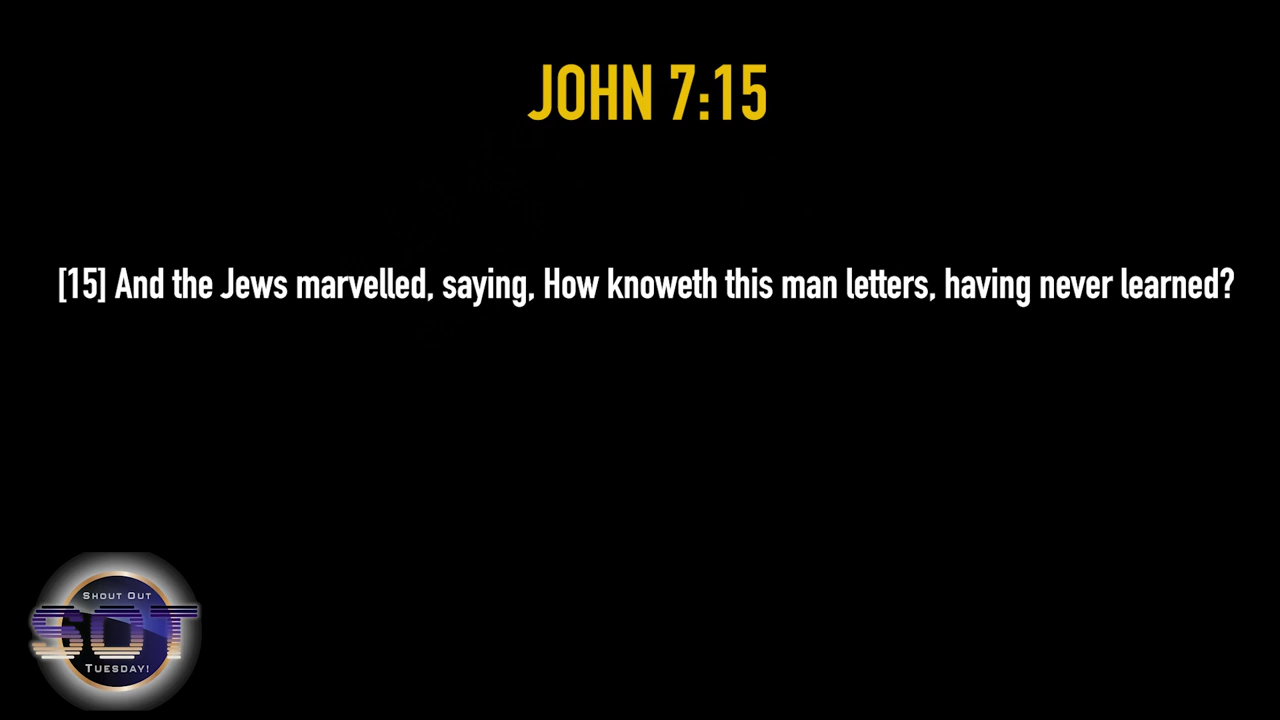 JOHN 7:15
[15] And the Jews marvelled, saying, How knoweth this man letters, having never learned?
Shout Out
SOT
Tuesday!